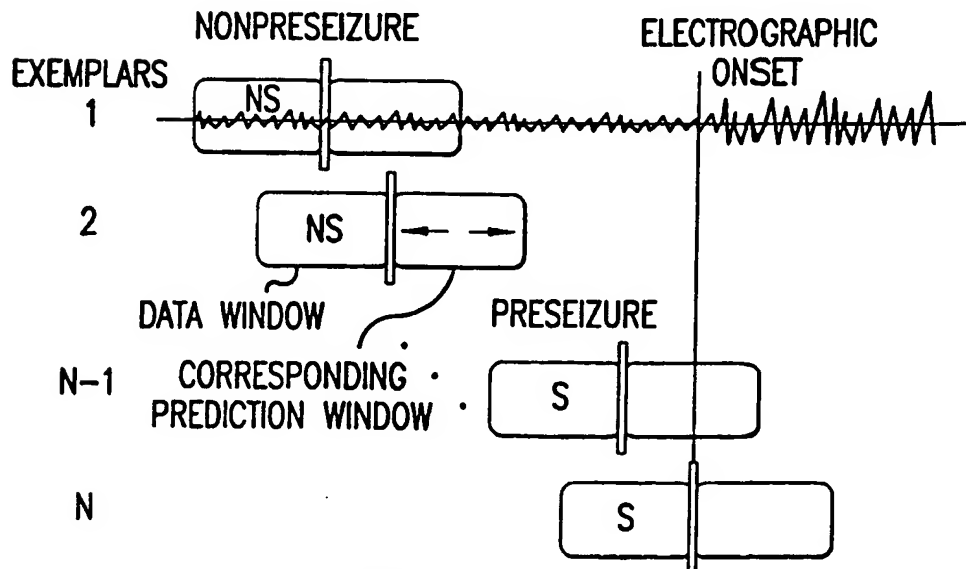 NONPRESEIZURE
ELECTROGRAPHIC
ONSET
EXEMPLARS
1
NS
2
NS
DATA WINDOW
PRESEIZURE
N-1
CORRESPONDING
PREDICTION WINDOW
S
N
S